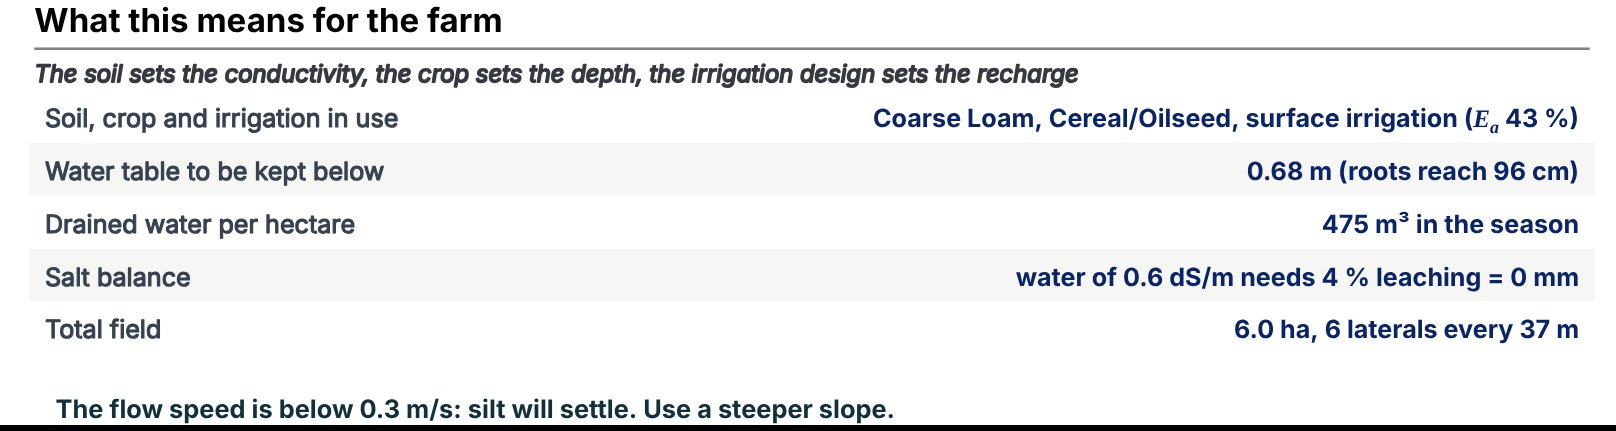 What this means for the farm
The soil sets the conductivity, the crop sets the depth, the irrigation design sets the recharge
Soil, crop and irrigation in use Coarse Loam, Cereal/Oilseed, surface irrigation (Eₐ 43 %)
Water table to be kept below 0.68 m (roots reach 96 cm)
Drained water per hectare 475 m³ in the season
Salt balance water of 0.6 dS/m needs 4 % leaching = 0 mm
Total field 6.0 ha, 6 laterals every 37 m
The flow speed is below 0.3 m/s: silt will settle. Use a steeper slope.